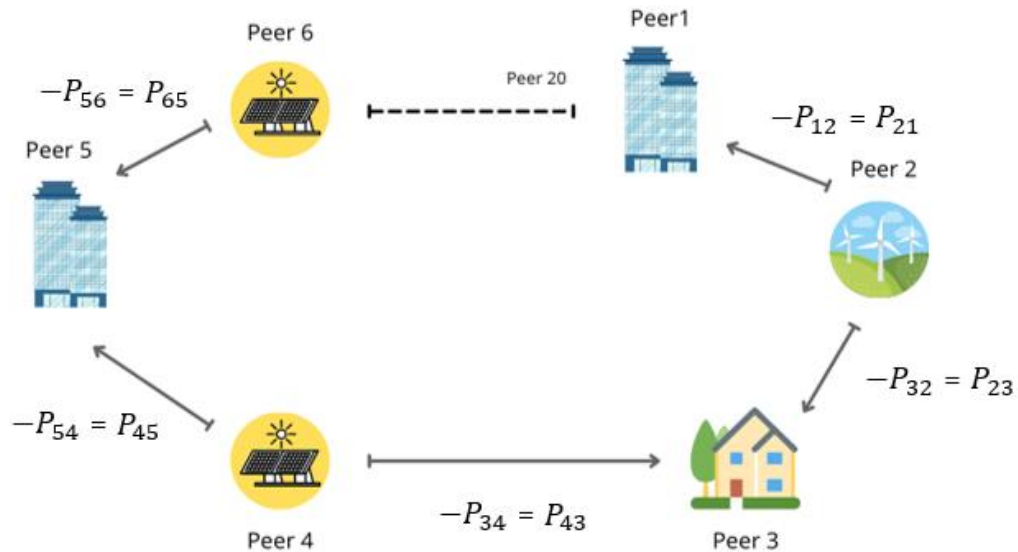 Peer 6
Peer1
Peer 20
−P₅₆ = P₆₅
−P₁₂ = P₂₁
Peer 5
Peer 2
−P₃₂ = P₂₃
−P₅₄ = P₄₅
−P₃₄ = P₄₃
Peer 4
Peer 3